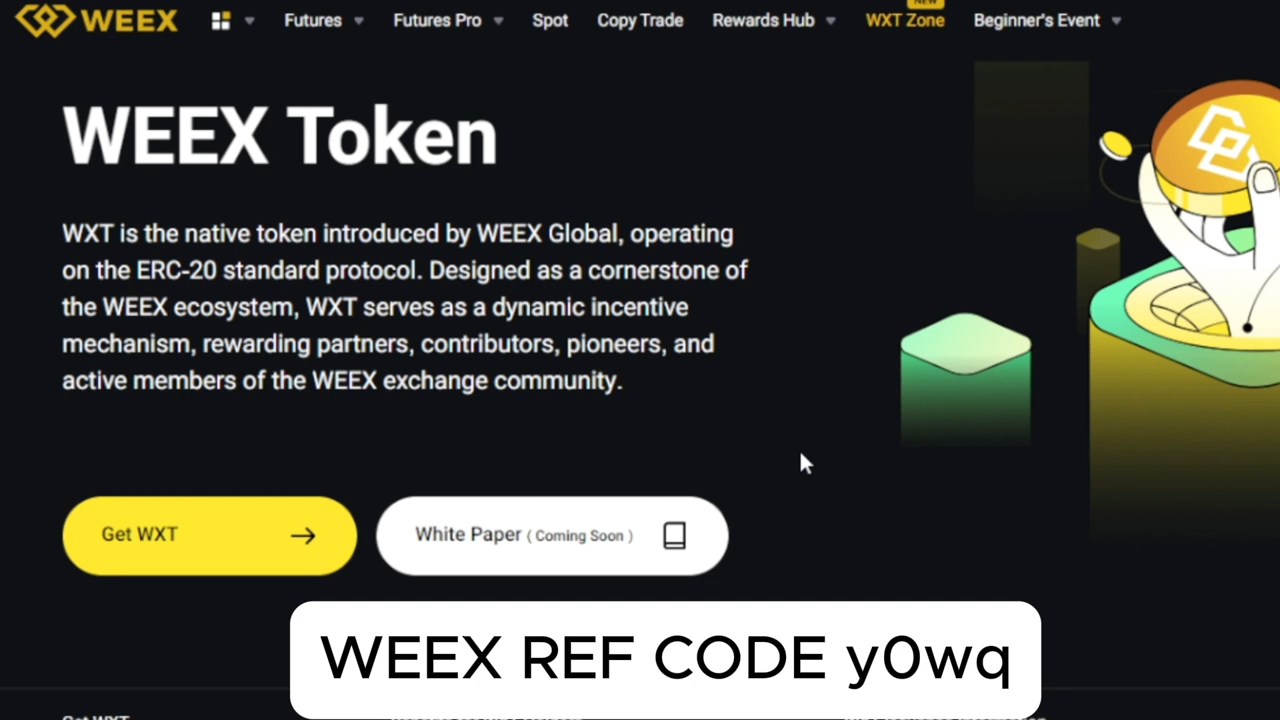 WEEX Futures Futures Pro Spot Copy Trade Rewards Hub WXT Zone NEW Beginner's Event
WEEX Token
WXT is the native token introduced by WEEX Global, operating
on the ERC-20 standard protocol. Designed as a cornerstone of
the WEEX ecosystem, WXT serves as a dynamic incentive
mechanism, rewarding partners, contributors, pioneers, and
active members of the WEEX exchange community.
Get WXT White Paper ( Coming Soon )
WEEX REF CODE y0wq
Get WXT